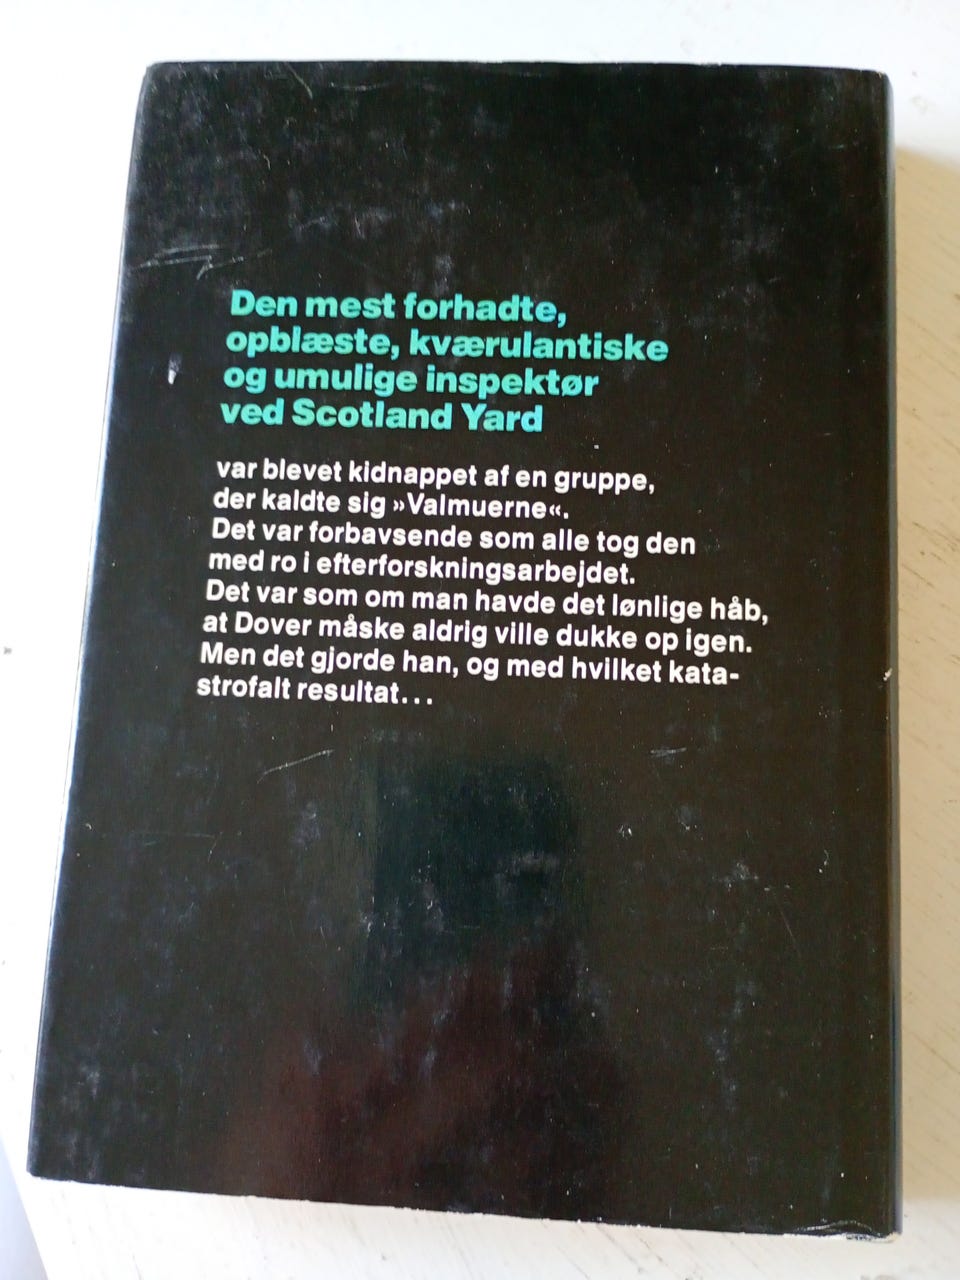 Den mest forhadte,
opblæste, kværulantiske
og umulige inspektør
ved Scotland Yard
var blevet kidnappet af en gruppe,
der kaldte sig »Valmuerne«.
Det var forbavsende som alle tog den
med ro i efterforskningsarbejdet.
Det var som om man havde det lønlige håb,
at Dover måske aldrig ville dukke op igen.
Men det gjorde han, og med hvilket kata-
strofalt resultat...